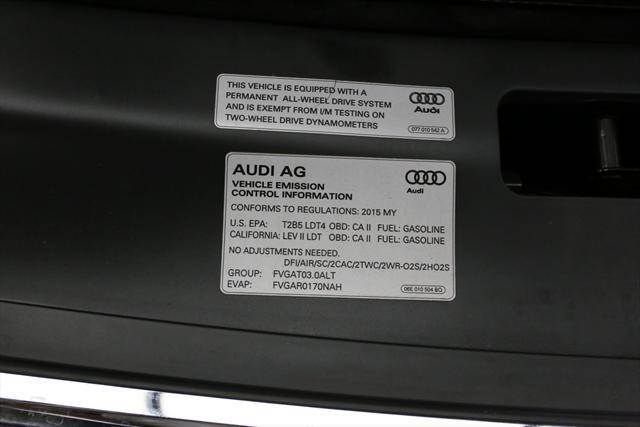 THIS VEHICLE IS EQUIPPED WITH A
PERMANENT ALL-WHEEL DRIVE SYSTEM
AND IS EXEMPT FROM I/M TESTING ON
TWO-WHEEL DRIVE DYNAMOMETERS
Audi
077 010 542 A
AUDI AG
VEHICLE EMISSION
CONTROL INFORMATION
Audi
CONFORMS TO REGULATIONS: 2015 MY
U.S. EPA: T2B5 LDT4 OBD: CA II FUEL: GASOLINE
CALIFORNIA: LEV II LDT OBD: CA II FUEL: GASOLINE
NO ADJUSTMENTS NEEDED.
DFI/AIR/SC/2CAC/2TWC/2WR-O2S/2HO2S
GROUP: FVGAT03.0ALT
EVAP: FVGAR0170NAH
06E 010 504 BQ